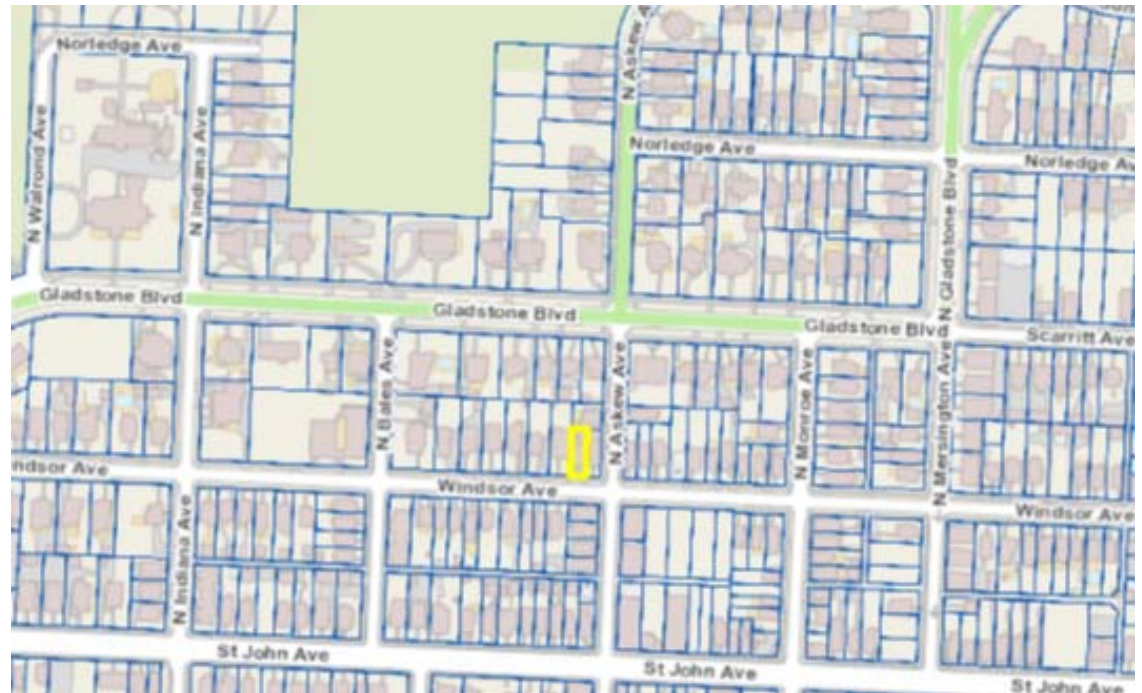 Norledge Ave
N Walrond Ave
N Indiana Ave
N Askew A
Norledge Ave
Norledge Av
N Gladstone Blvd
Gladstone Blvd
Gladstone Blvd
Gladstone Blvd
Scarritt Ave
N Bales Ave
N Askew Ave
N Monroe Ave
N Mersington Ave
ndsor Ave
Windsor Ave
Windsor Ave
N Indiana Ave
St John Ave
St John Ave
St John Ave